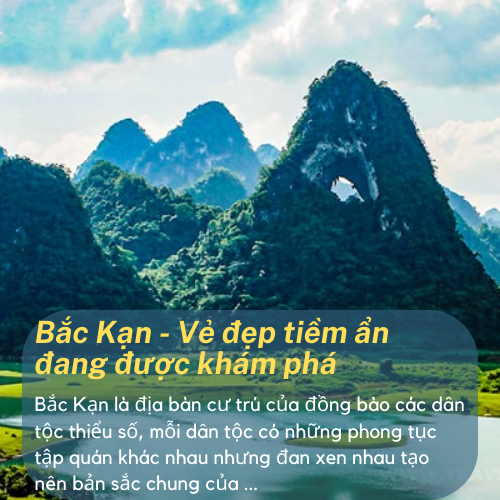 Bắc Kạn - Vẻ đẹp tiềm ẩn
đang được khám phá
Bắc Kạn là địa bàn cư trú của đồng bào các dân
tộc thiểu số, mỗi dân tộc có những phong tục
tập quán khác nhau nhưng đan xen nhau tạo
nên bản sắc chung của ...